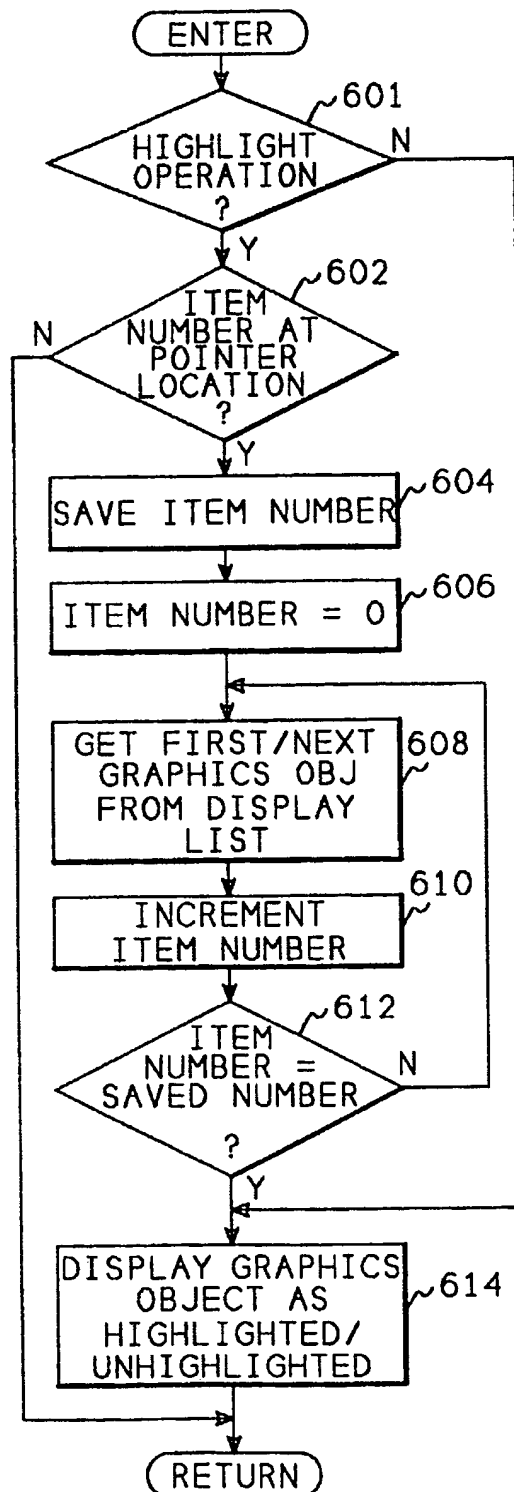 ENTER
601
HIGHLIGHT
OPERATION
?
N
Y
602
ITEM
NUMBER AT
POINTER
LOCATION
?
N
Y
SAVE ITEM NUMBER
604
ITEM NUMBER = 0
606
GET FIRST/NEXT
GRAPHICS OBJ
FROM DISPLAY
LIST
608
INCREMENT
ITEM NUMBER
610
612
ITEM
NUMBER =
SAVED NUMBER
?
N
Y
DISPLAY GRAPHICS
OBJECT AS
HIGHLIGHTED/
UNHIGHLIGHTED
614
RETURN